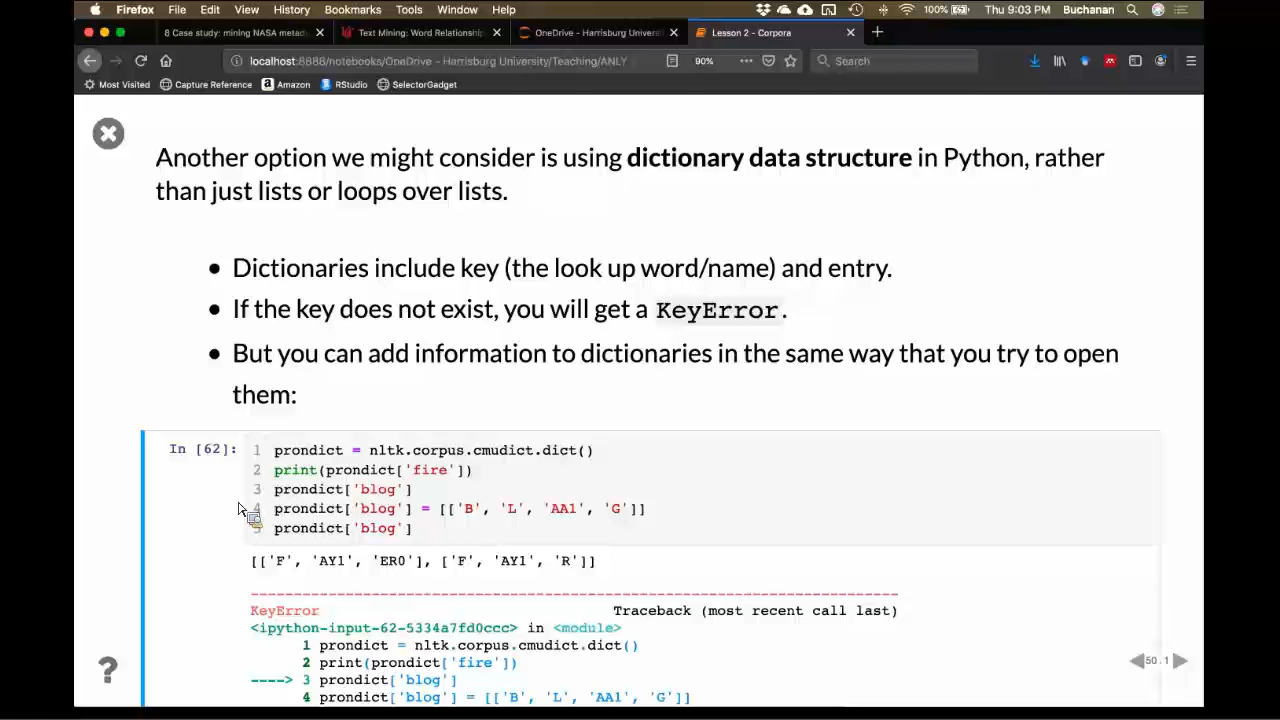 Firefox File Edit View History Bookmarks Tools Window Help 100% Thu 9:03 PM Buchanan
8 Case study: mining NASA metad Text Mining: Word Relationship OneDrive - Harrisburg Universit Lesson 2 - Corpora
localhost:8888/notebooks/OneDrive - Harrisburg University/Teaching/ANLY 90% Search
Most Visited Capture Reference Amazon RStudio SelectorGadget
Another option we might consider is using dictionary data structure in Python, rather
than just lists or loops over lists.
• Dictionaries include key (the look up word/name) and entry.
• If the key does not exist, you will get a KeyError.
• But you can add information to dictionaries in the same way that you try to open
them:
In [62]: 1 prondict = nltk.corpus.cmudict.dict()
2 print(prondict['fire'])
3 prondict['blog']
4 prondict['blog'] = [['B', 'L', 'AA1', 'G']]
5 prondict['blog']
[['F', 'AY1', 'ER0'], ['F', 'AY1', 'R']]
---------------------------------------------------------------------------
KeyError Traceback (most recent call last)
<ipython-input-62-5334a7fd0ccc> in <module>
1 prondict = nltk.corpus.cmudict.dict()
2 print(prondict['fire'])
----> 3 prondict['blog']
4 prondict['blog'] = [['B', 'L', 'AA1', 'G']]
?
50.1